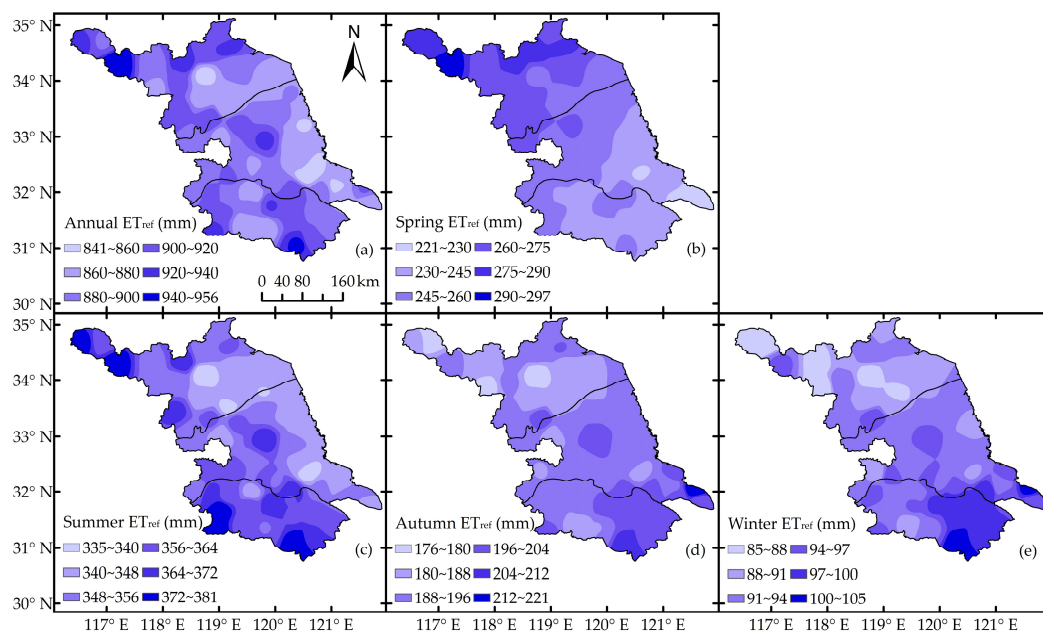 35° N
34° N
33° N
32° N
31° N
30° N
N
Annual ETref (mm)
841~860 900~920
860~880 920~940
880~900 940~956
0 40 80 160 km
(a)
Spring ETref (mm)
221~230 260~275
230~245 275~290
245~260 290~297
(b)
35° N
34° N
33° N
32° N
31° N
30° N
Summer ETref (mm)
335~340 356~364
340~348 364~372
348~356 372~381
(c)
Autumn ETref (mm)
176~180 196~204
180~188 204~212
188~196 212~221
(d)
Winter ETref (mm)
85~88 94~97
88~91 97~100
91~94 100~105
(e)
117° E 118° E 119° E 120° E 121° E
117° E 118° E 119° E 120° E 121° E
117° E 118° E 119° E 120° E 121° E